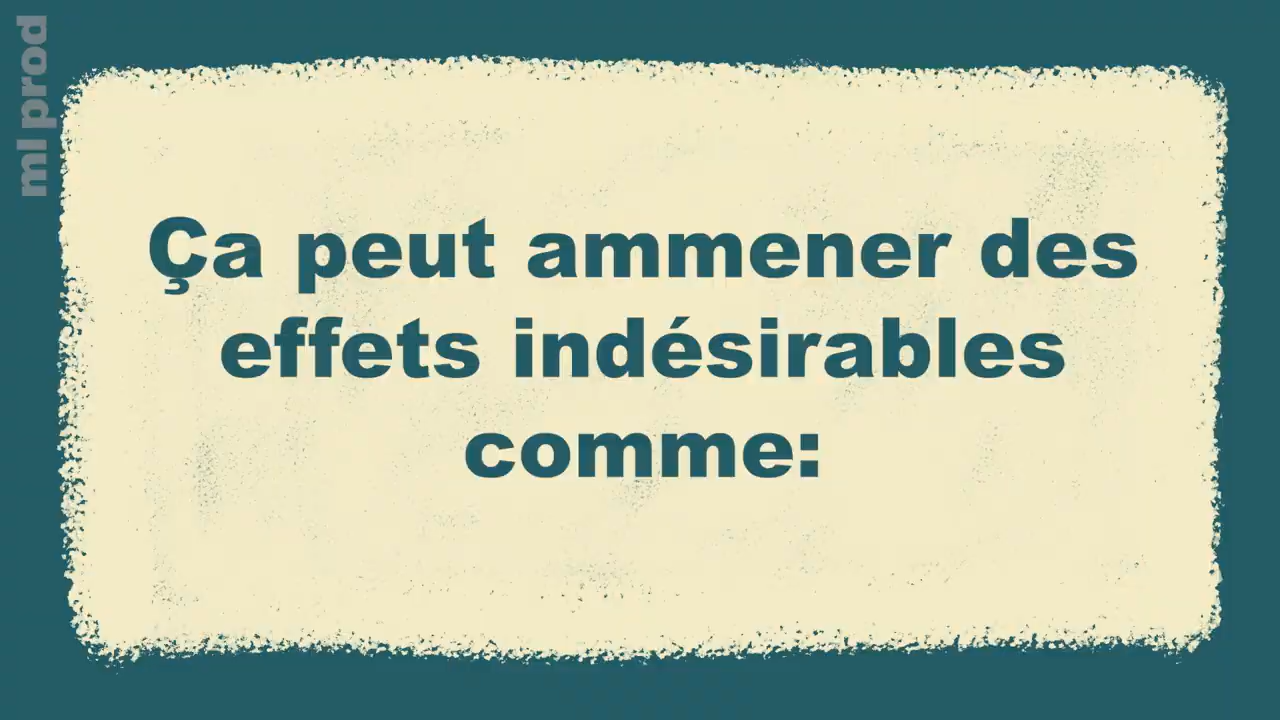 ml prod
Ça peut ammener des
effets indésirables
comme: